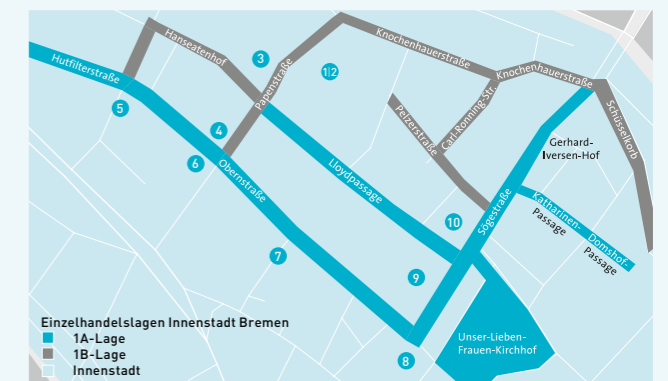 Hutfilterstraße
Hanseatenhof
Papenstraße
Knochenhauerstraße
Knochenhauerstraße
Schüsselkorb
Carl-Ronning-Str.
Pelzerstraße
Gerhard-
Iversen-Hof
Obernstraße
Lloydpassage
Sögestraße
Katharinen-
Passage
Domshof-
Passage
Unser-Lieben-
Frauen-Kirchhof
3
1|2
5
4
6
10
7
9
8
Einzelhandelslagen Innenstadt Bremen
1A-Lage
1B-Lage
Innenstadt